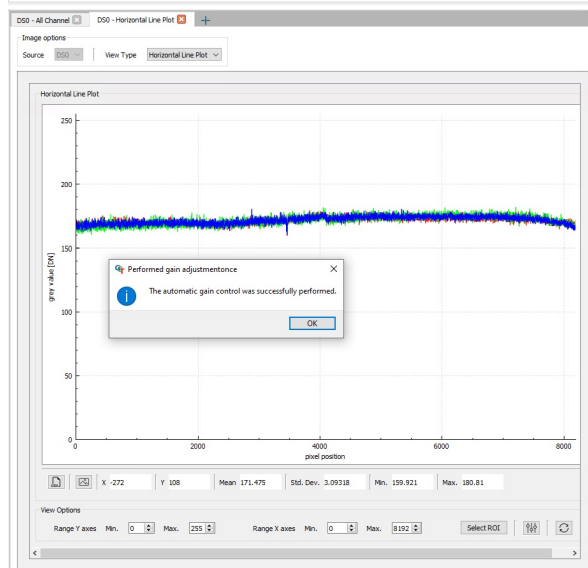 DS0 - All Channel
DS0 - Horizontal Line Plot
Image options
Source DS0 View Type Horizontal Line Plot
Horizontal Line Plot
250
200
150
100
50
0
grey value [DN]
Performed gain adjustmentonce
The automatic gain control was successfully performed.
OK
0 2000 4000 6000 8000
pixel position
X -272 Y 108 Mean 171.475 Std. Dev. 3.09318 Min. 159.921 Max. 180.81
View Options
Range Y axes Min. 0 Max. 255 Range X axes Min. 0 Max. 8192 Select ROI